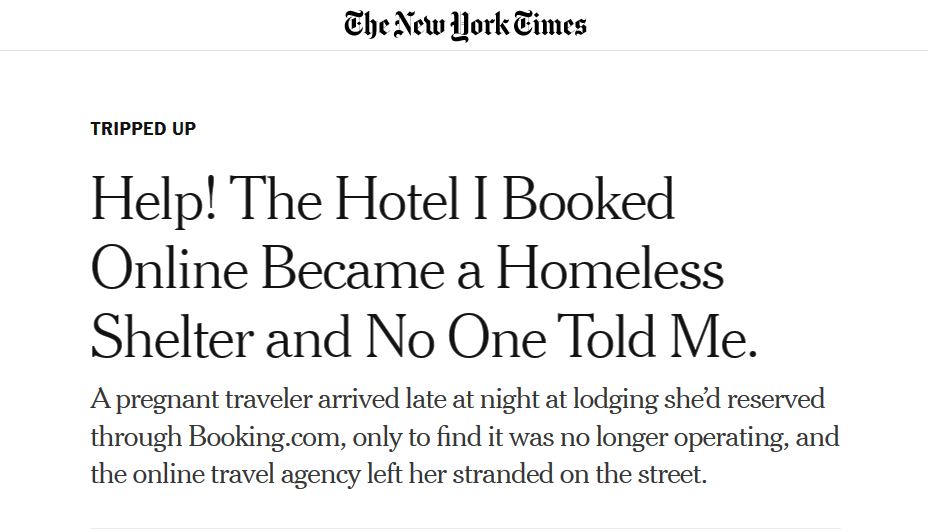 The New York Times
TRIPPED UP
Help! The Hotel I Booked
Online Became a Homeless
Shelter and No One Told Me.
A pregnant traveler arrived late at night at lodging she’d reserved
through Booking.com, only to find it was no longer operating, and
the online travel agency left her stranded on the street.